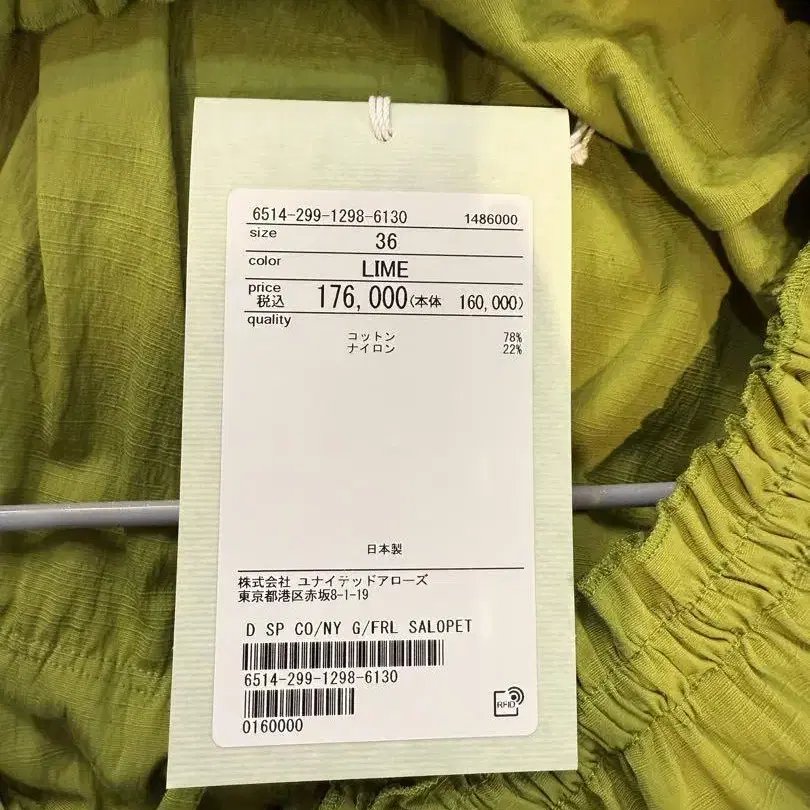 6514-299-1298-6130 1486000
size
36
color
LIME
price
税込 176,000(本体 160,000)
quality
コットン 78%
ナイロン 22%
日本製
株式会社 ユナイテッドアローズ
東京都港区赤坂8-1-19
D SP CO/NY G/FRL SALOPET
6514-299-1298-6130
0160000
RFID